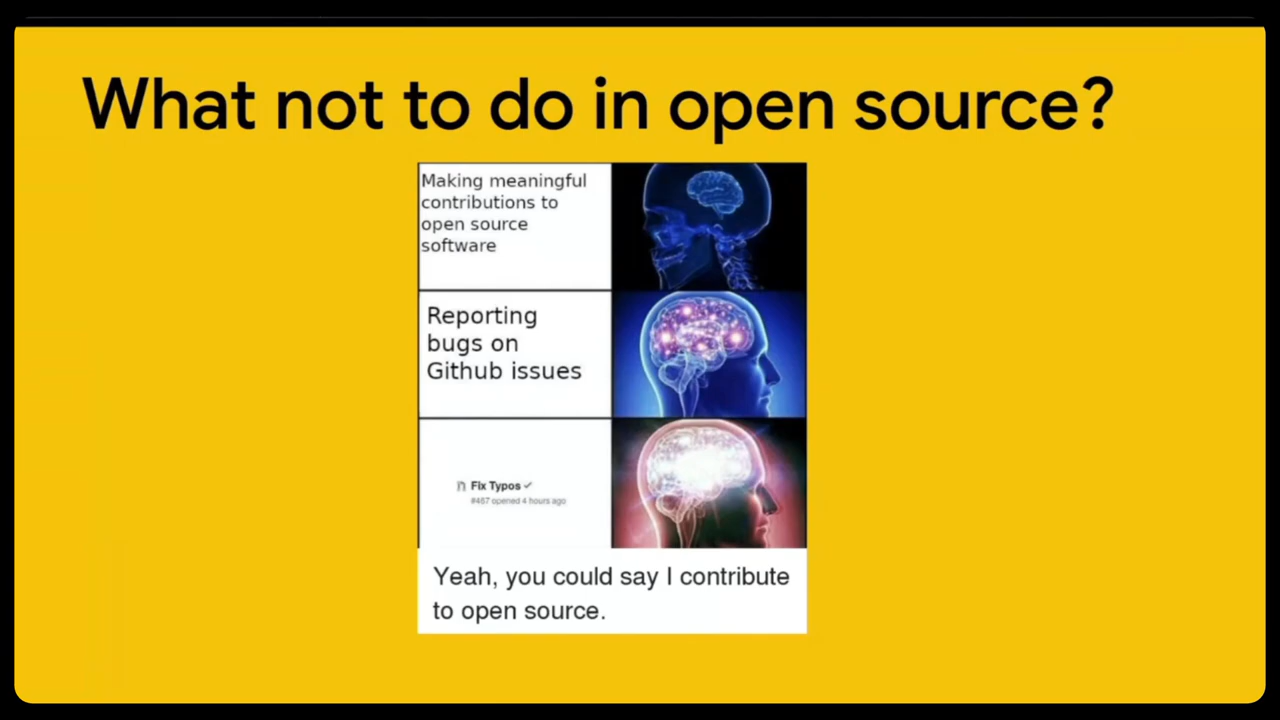 What not to do in open source?
Making meaningful
contributions to
open source
software
Reporting
bugs on
Github issues
Fix Typos ✓
#467 opened 4 hours ago
Yeah, you could say I contribute
to open source.